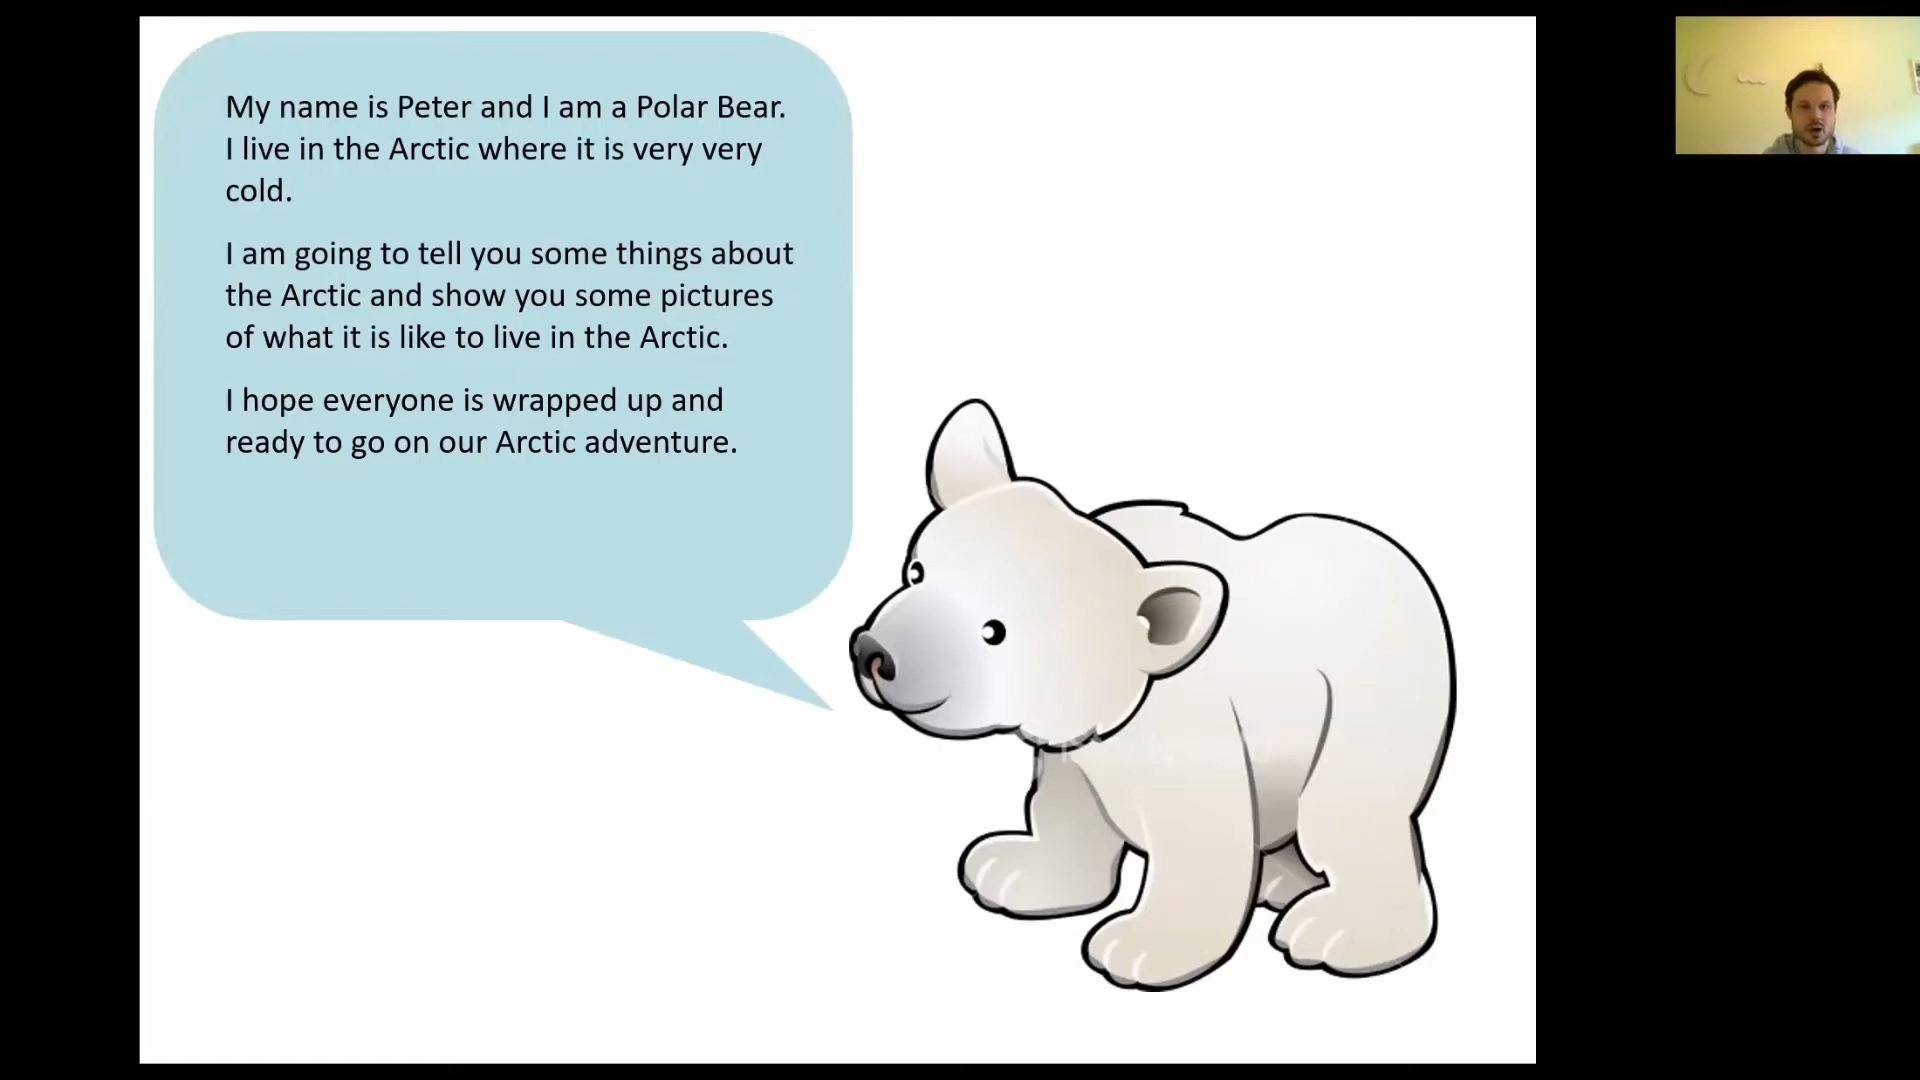 My name is Peter and I am a Polar Bear.
I live in the Arctic where it is very very
cold.
I am going to tell you some things about
the Arctic and show you some pictures
of what it is like to live in the Arctic.
I hope everyone is wrapped up and
ready to go on our Arctic adventure.